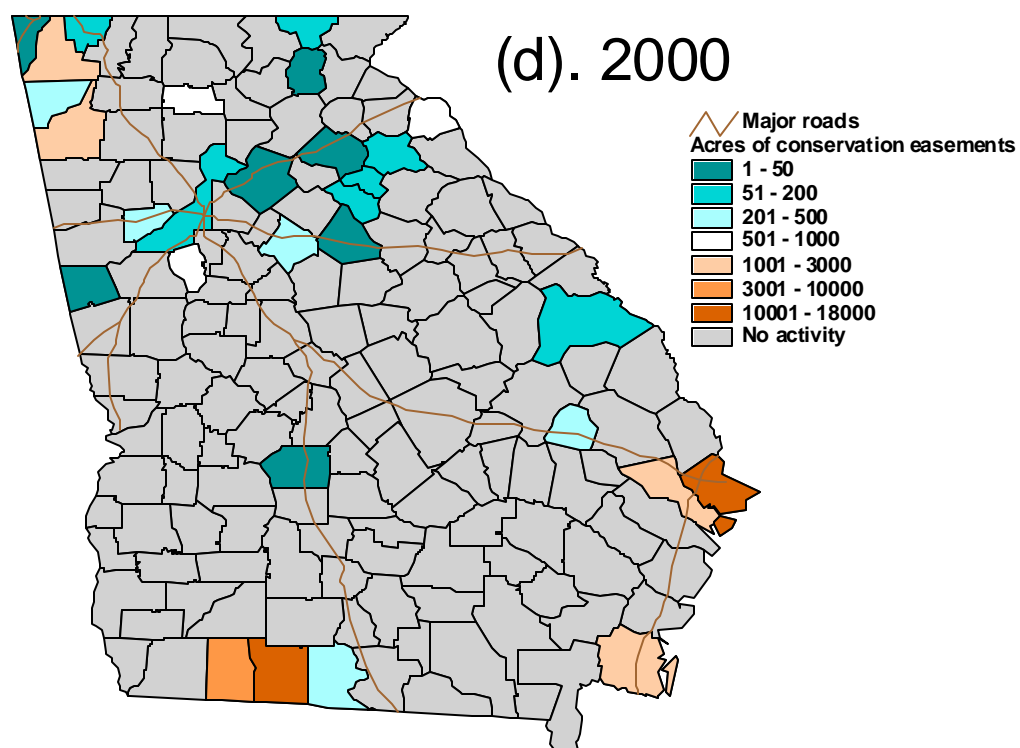 (d). 2000
Major roads
Acres of conservation easements
1 - 50
51 - 200
201 - 500
501 - 1000
1001 - 3000
3001 - 10000
10001 - 18000
No activity